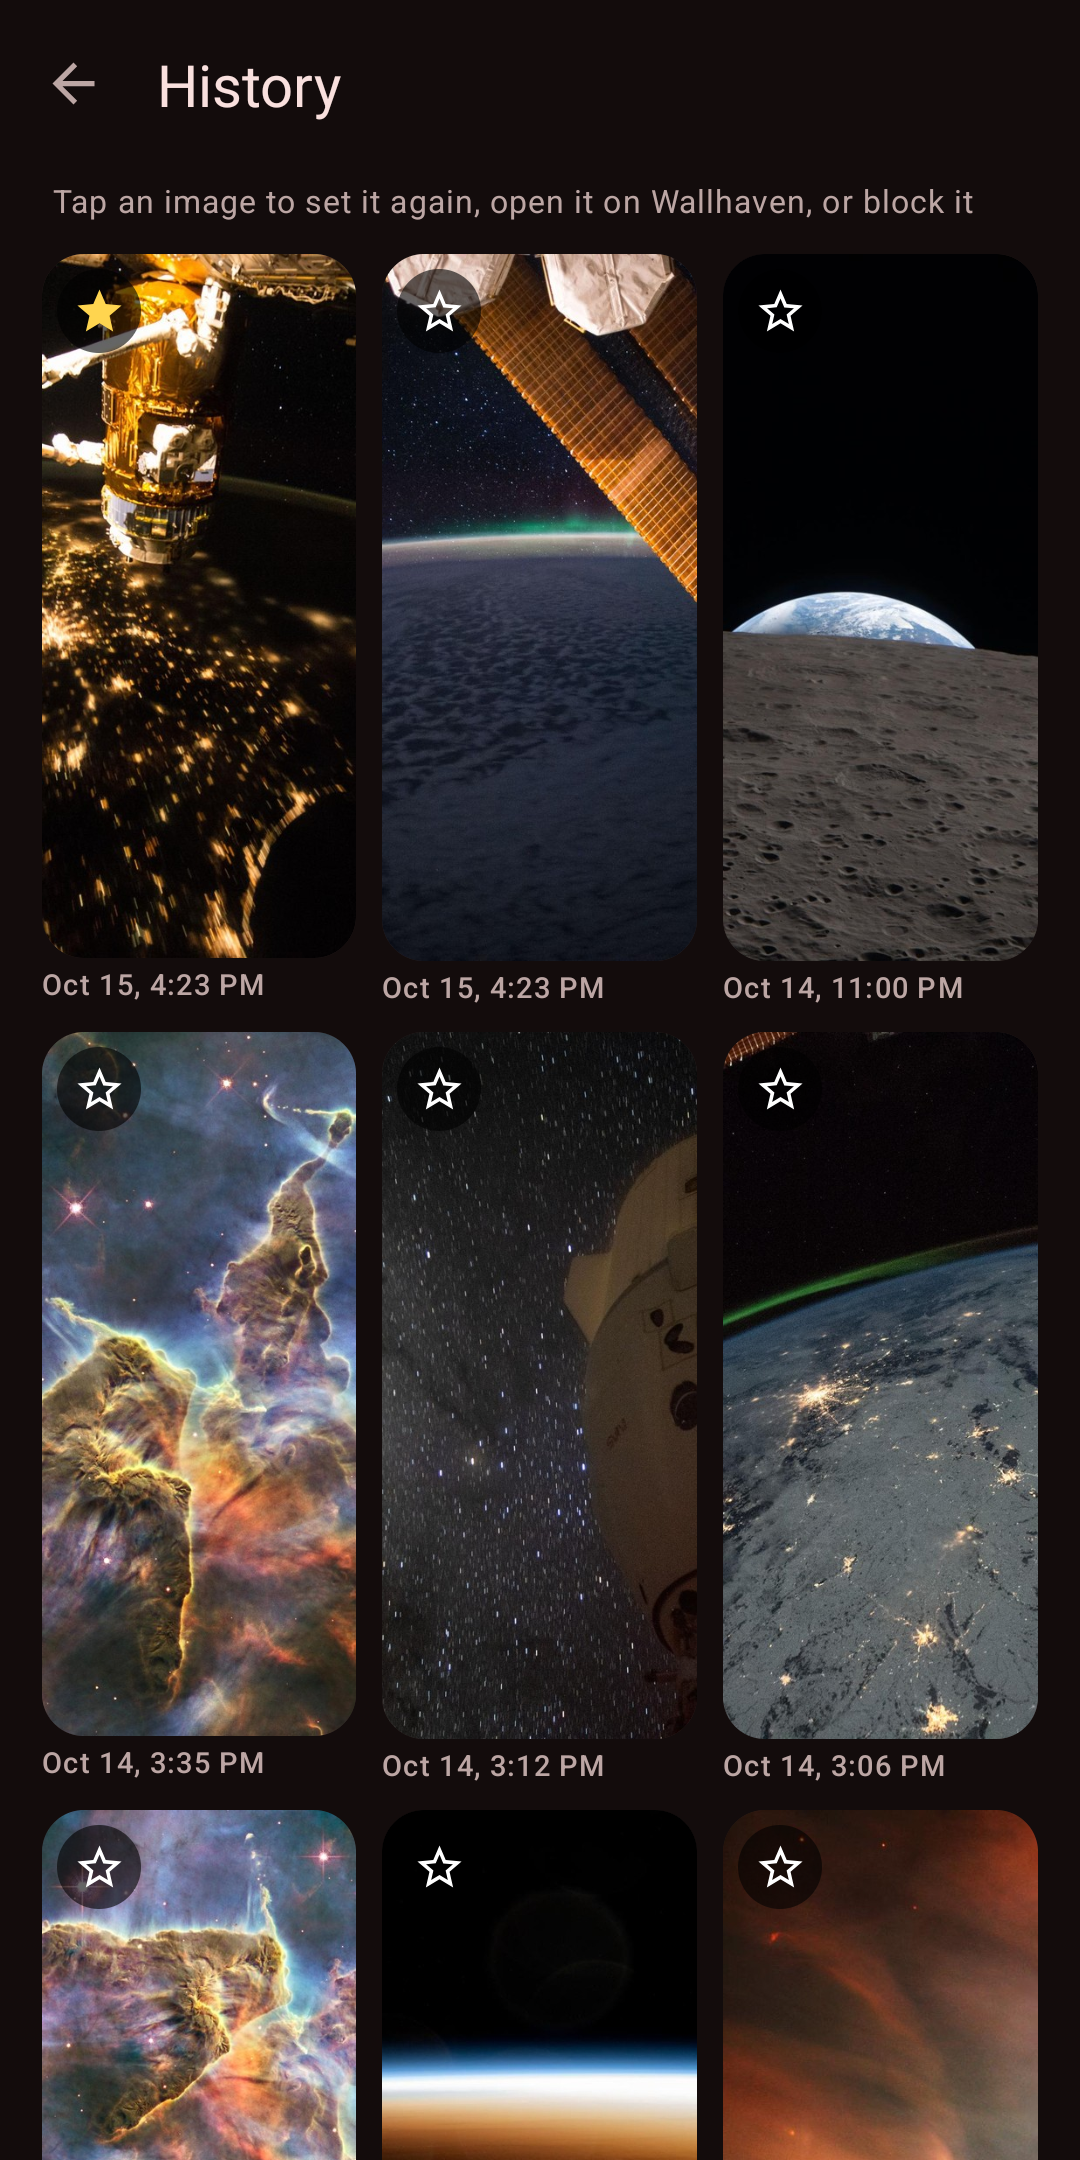 History
Tap an image to set it again, open it on Wallhaven, or block it
Oct 15, 4:23 PM
Oct 15, 4:23 PM
Oct 14, 11:00 PM
Oct 14, 3:35 PM
Oct 14, 3:12 PM
Oct 14, 3:06 PM